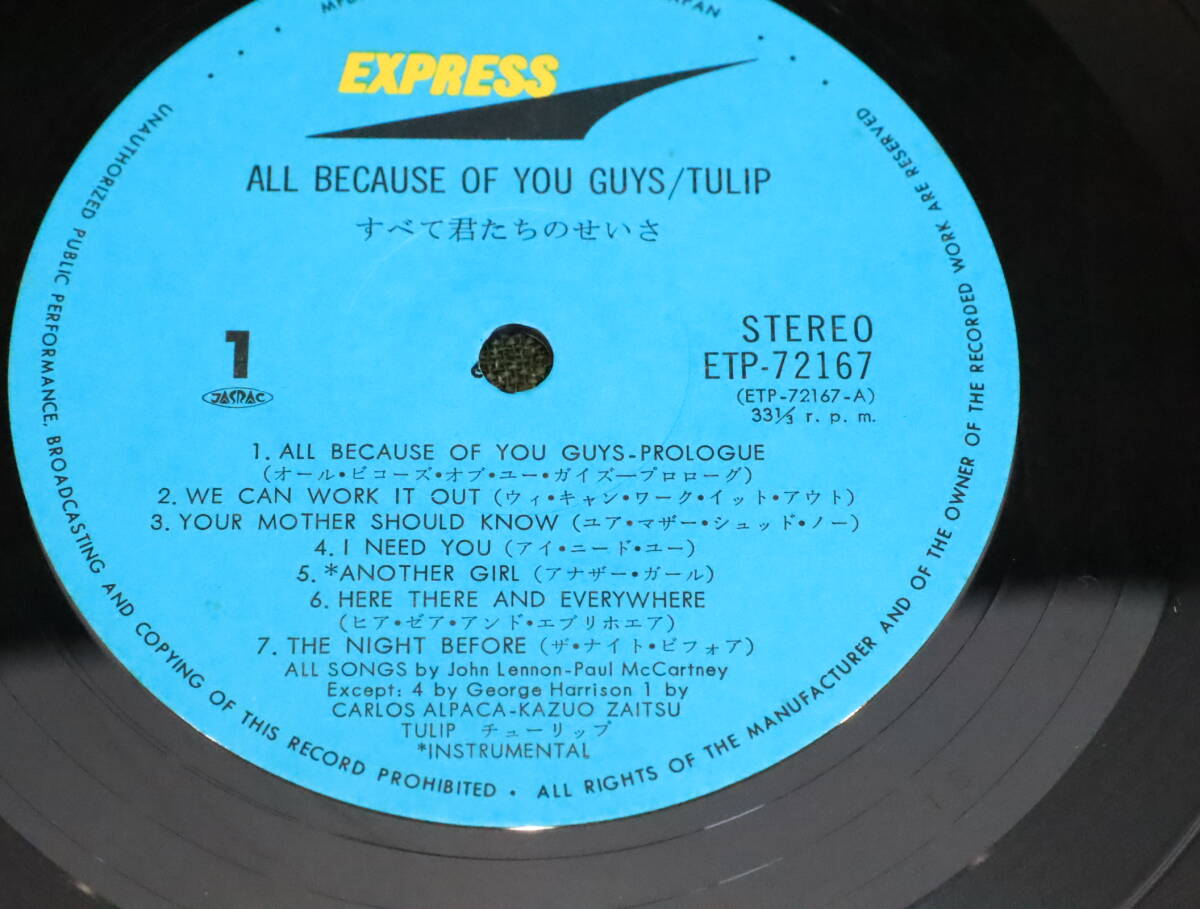 EXPRESS
ALL BECAUSE OF YOU GUYS/TULIP
すべて君たちのせいさ
1
JASRAC
STEREO
ETP-72167
(ETP-72167-A)
33⅓ r. p. m.
1. ALL BECAUSE OF YOU GUYS-PROLOGUE
(オール・ビコーズ・オブ・ユー・ガイズ—プロローグ)
2. WE CAN WORK IT OUT (ウィ・キャン・ワーク・イット・アウト)
3. YOUR MOTHER SHOULD KNOW (ユア・マザー・シュッド・ノー)
4. I NEED YOU (アイ・ニード・ユー)
5. *ANOTHER GIRL (アナザー・ガール)
6. HERE THERE AND EVERYWHERE
(ヒア・ゼア・アンド・エブリホエア)
7. THE NIGHT BEFORE (ザ・ナイト・ビフォア)
ALL SONGS by John Lennon-Paul McCartney
Except: 4 by George Harrison 1 by
CARLOS ALPACA-KAZUO ZAITSU
TULIP チューリップ
*INSTRUMENTAL
UNAUTHORIZED PUBLIC PERFORMANCE, BROADCASTING AND COPYING OF THIS RECORD PROHIBITED • ALL RIGHTS OF THE MANUFACTURER AND OF THE OWNER OF THE RECORDED WORK ARE RESERVED